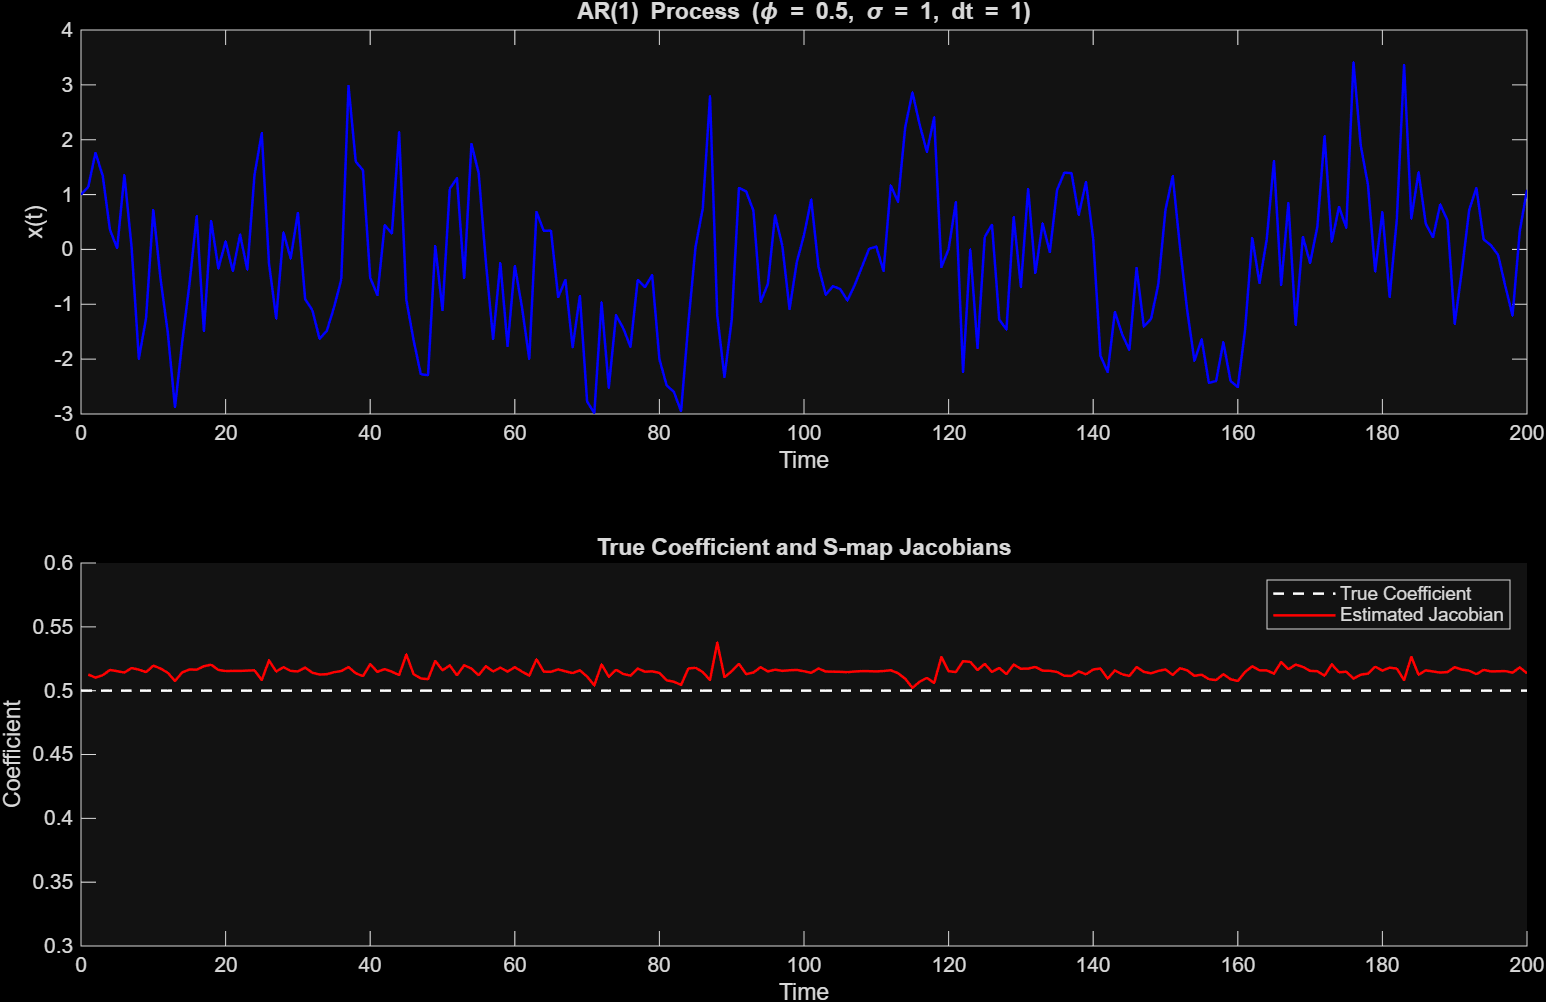 AR(1) Process (ϕ = 0.5, σ = 1, dt = 1)
4
3
2
1
0
-1
-2
-3
x(t)
0 20 40 60 80 100 120 140 160 180 200
Time
True Coefficient and S-map Jacobians
0.6
0.55
0.5
0.45
0.4
0.35
0.3
Coefficient
True Coefficient
Estimated Jacobian
0 20 40 60 80 100 120 140 160 180 200
Time